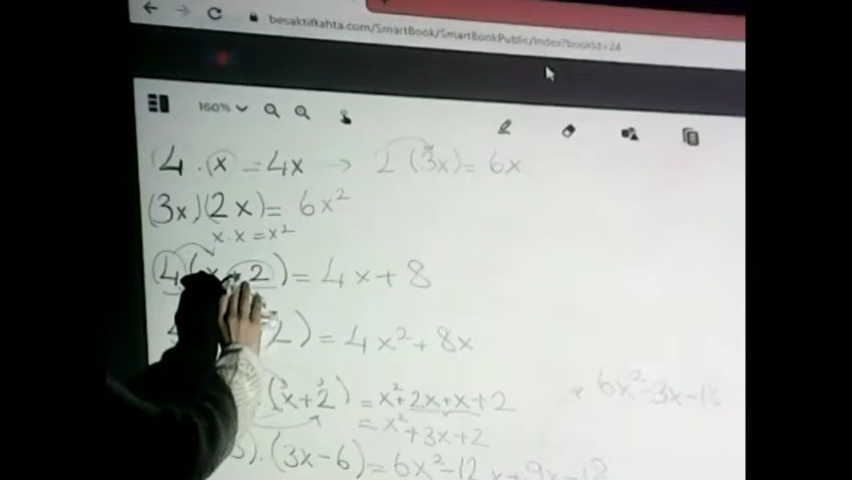 besaktiftahta.com/SmartBook/SmartBookPublic/Index?bookId=24
160%
4 . (x) = 4x → 2 (3x) = 6x
(3x)(2x) = 6x²
x . x = x²
4 (x + 2) = 4x + 8
2) = 4x² + 8x
(x+2) = x² + 2x + x + 2
= x² + 3x + 2
6x² - 3x - 18
). (3x - 6) = 6x² - 12x + 9x - 18